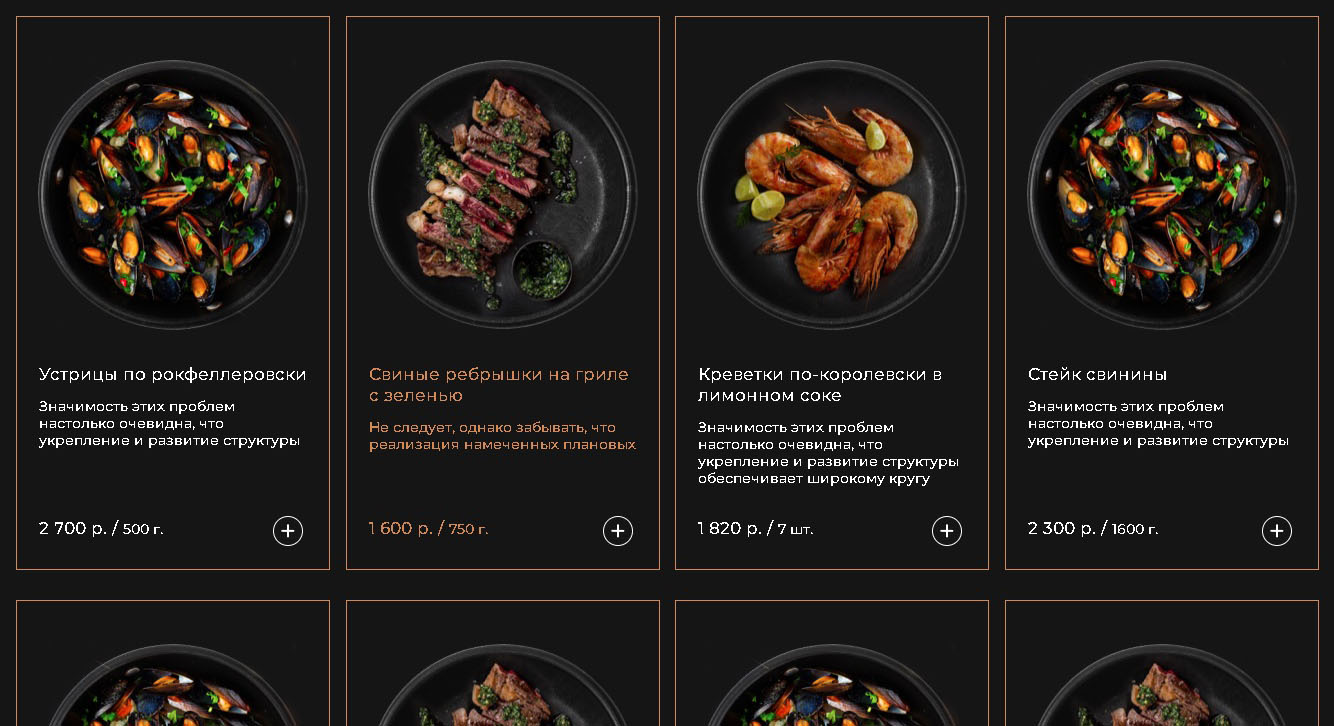 Устрицы по рокфеллеровски
Значимость этих проблем
настолько очевидна, что
укрепление и развитие структуры
2 700 р. / 500 г.
Свиные ребрышки на гриле
с зеленью
Не следует, однако забывать, что
реализация намеченных плановых
1 600 р. / 750 г.
Креветки по-королевски в
лимонном соке
Значимость этих проблем
настолько очевидна, что
укрепление и развитие структуры
обеспечивает широкому кругу
1 820 р. / 7 шт.
Стейк свинины
Значимость этих проблем
настолько очевидна, что
укрепление и развитие структуры
2 300 р. / 1600 г.